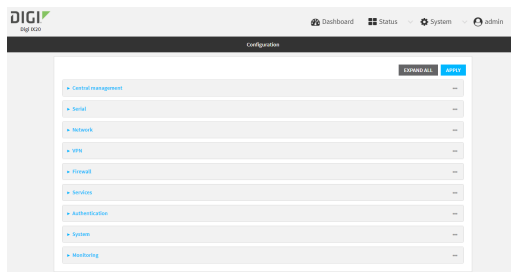 DIGI
Digi IX20
Dashboard Status System admin
Configuration
EXPAND ALL APPLY
Central management
Serial
Network
VPN
Firewall
Services
Authentication
System
Monitoring